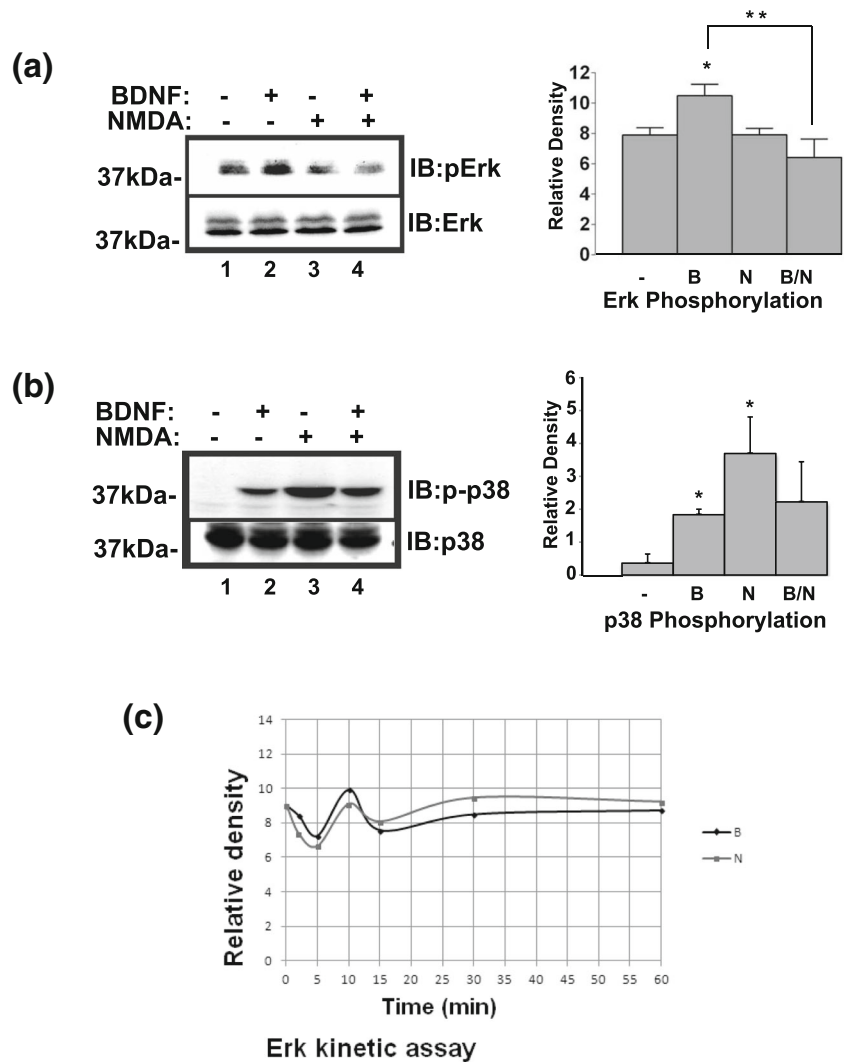 (a)
BDNF: - + - +
NMDA: - - + +
37kDa-
IB:pErk
37kDa-
IB:Erk
1 2 3 4
**
*
Relative Density
12
10
8
6
4
2
0
- B N B/N
Erk Phosphorylation
(b)
BDNF: - + - +
NMDA: - - + +
37kDa-
IB:p-p38
37kDa-
IB:p38
1 2 3 4
*
*
Relative Density
6
5
4
3
2
1
0
- B N B/N
p38 Phosphorylation
(c)
Relative density
14
12
10
8
6
4
2
0
0 5 10 15 20 25 30 35 40 45 50 55 60
Time (min)
B
N
Erk kinetic assay